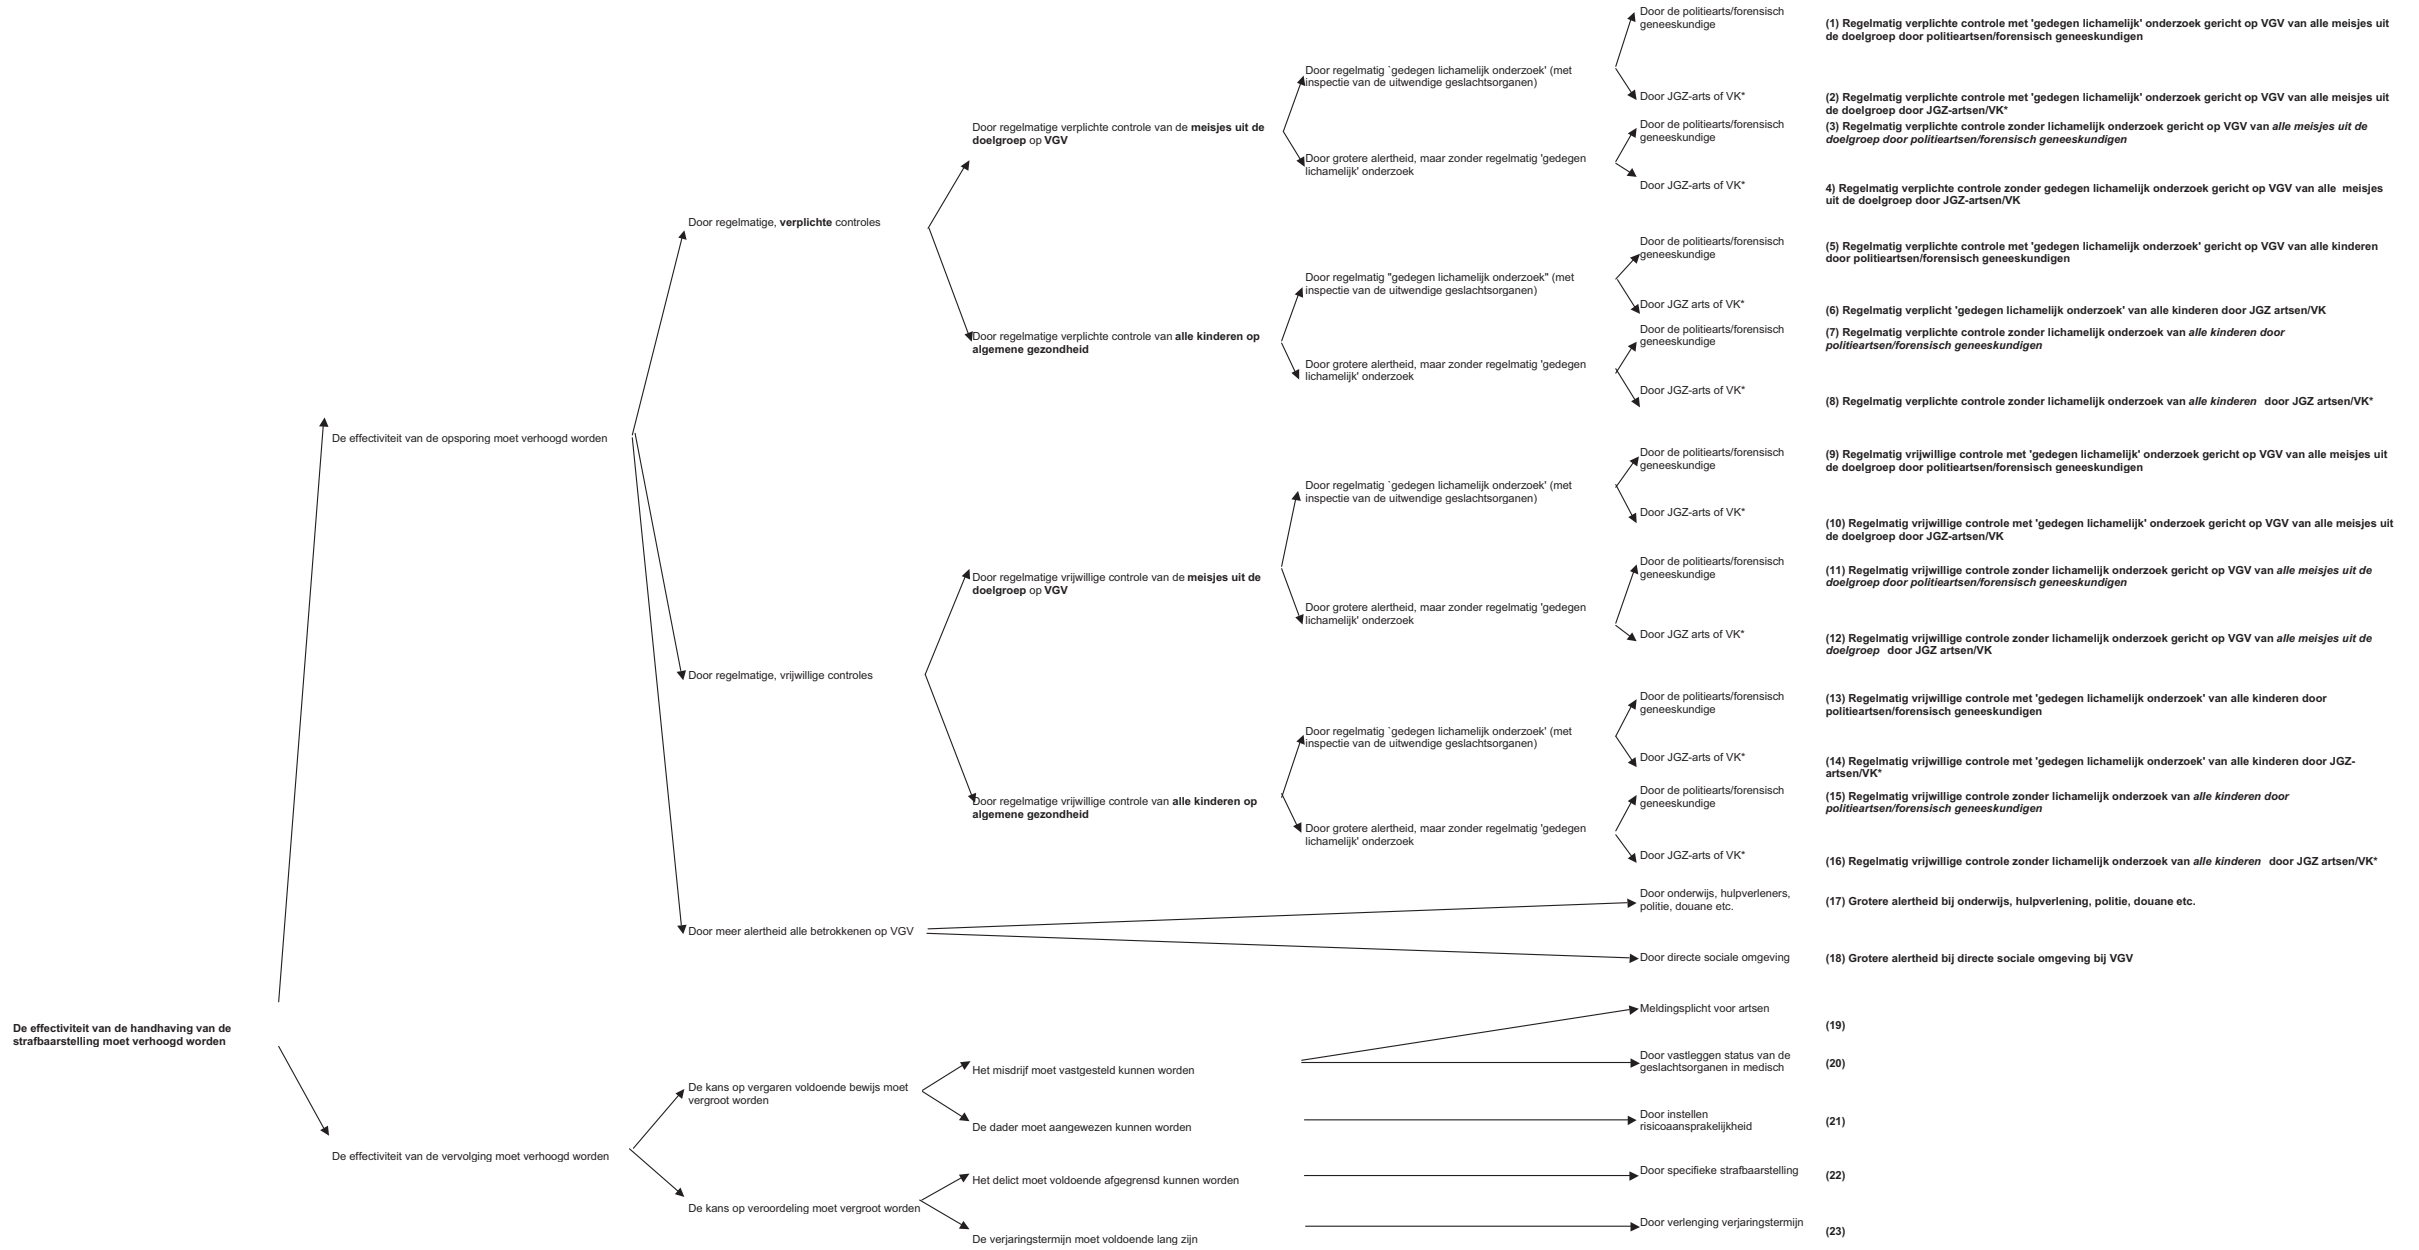 Door de politiearts/forensisch
geneeskundige
(1) Regelmatig verplichte controle met 'gedegen lichamelijk' onderzoek gericht op VGV van alle meisjes uit
de doelgroep door politieartsen/forensisch geneeskundigen
Door regelmatig `gedegen lichamelijk onderzoek' (met
inspectie van de uitwendige geslachtsorganen)
Door JGZ-arts of VK*
(2) Regelmatig verplichte controle met 'gedegen lichamelijk' onderzoek gericht op VGV van alle meisjes uit
de doelgroep door JGZ-artsen/VK*
Door regelmatige verplichte controle van de meisjes uit de
doelgroep op VGV
Door de politiearts/forensisch
geneeskundige
(3) Regelmatig verplichte controle zonder lichamelijk onderzoek gericht op VGV van alle meisjes uit de
doelgroep door politieartsen/forensisch geneeskundigen
Door grotere alertheid, maar zonder regelmatig 'gedegen
lichamelijk' onderzoek
Door JGZ-arts of VK*
4) Regelmatig verplichte controle zonder gedegen lichamelijk onderzoek gericht op VGV van alle meisjes
uit de doelgroep door JGZ-artsen/VK
Door regelmatige, verplichte controles
Door de politiearts/forensisch
geneeskundige
(5) Regelmatig verplichte controle met 'gedegen lichamelijk onderzoek' gericht op VGV van alle kinderen
door politieartsen/forensisch geneeskundigen
Door regelmatig "gedegen lichamelijk onderzoek" (met
inspectie van de uitwendige geslachtsorganen)
Door JGZ arts of VK*
(6) Regelmatig verplicht 'gedegen lichamelijk onderzoek' van alle kinderen door JGZ artsen/VK
Door regelmatige verplichte controle van alle kinderen op
algemene gezondheid
Door de politiearts/forensisch
geneeskundige
(7) Regelmatig verplichte controle zonder lichamelijk onderzoek van alle kinderen door
politieartsen/forensisch geneeskundigen
Door grotere alertheid, maar zonder regelmatig 'gedegen
lichamelijk' onderzoek
Door JGZ-arts of VK*
(8) Regelmatig verplichte controle zonder lichamelijk onderzoek van alle kinderen door JGZ artsen/VK*
De effectiviteit van de opsporing moet verhoogd worden
Door de politiearts/forensisch
geneeskundige
(9) Regelmatig vrijwillige controle met 'gedegen lichamelijk' onderzoek gericht op VGV van alle meisjes uit
de doelgroep door politieartsen/forensisch geneeskundigen
Door regelmatig `gedegen lichamelijk onderzoek' (met
inspectie van de uitwendige geslachtsorganen)
Door JGZ-arts of VK*
(10) Regelmatig vrijwillige controle met 'gedegen lichamelijk' onderzoek gericht op VGV van alle meisjes uit
de doelgroep door JGZ-artsen/VK
Door regelmatige vrijwillige controle van de meisjes uit de
doelgroep op VGV
Door de politiearts/forensisch
geneeskundige
(11) Regelmatig vrijwillige controle zonder lichamelijk onderzoek gericht op VGV van alle meisjes uit de
doelgroep door politieartsen/forensisch geneeskundigen
Door grotere alertheid, maar zonder regelmatig 'gedegen
lichamelijk' onderzoek
Door JGZ arts of VK*
(12) Regelmatig vrijwillige controle zonder lichamelijk onderzoek gericht op VGV van alle meisjes uit de
doelgroep door JGZ artsen/VK
Door regelmatige, vrijwillige controles
Door de politiearts/forensisch
geneeskundige
(13) Regelmatig vrijwillige controle met 'gedegen lichamelijk onderzoek' van alle kinderen door
politieartsen/forensisch geneeskundigen
Door regelmatig `gedegen lichamelijk onderzoek' (met
inspectie van de uitwendige geslachtsorganen)
Door JGZ-arts of VK*
(14) Regelmatig vrijwillige controle met 'gedegen lichamelijk onderzoek' van alle kinderen door JGZ-
artsen/VK*
Door regelmatige vrijwillige controle van alle kinderen op
algemene gezondheid
Door de politiearts/forensisch
geneeskundige
(15) Regelmatig vrijwillige controle zonder lichamelijk onderzoek van alle kinderen door
politieartsen/forensisch geneeskundigen
Door grotere alertheid, maar zonder regelmatig 'gedegen
lichamelijk' onderzoek
Door JGZ-arts of VK*
(16) Regelmatig vrijwillige controle zonder lichamelijk onderzoek van alle kinderen door JGZ artsen/VK*
Door onderwijs, hulpverleners,
politie, douane etc.
(17) Grotere alertheid bij onderwijs, hulpverlening, politie, douane etc.
Door meer alertheid alle betrokkenen op VGV
Door directe sociale omgeving
(18) Grotere alertheid bij directe sociale omgeving bij VGV
De effectiviteit van de handhaving van de
strafbaarstelling moet verhoogd worden
Meldingsplicht voor artsen
(19)
Het misdrijf moet vastgesteld kunnen worden
Door vastleggen status van de
geslachtsorganen in medisch
(20)
De kans op vergaren voldoende bewijs moet
vergroot worden
De dader moet aangewezen kunnen worden
Door instellen
risicoaansprakelijkheid
(21)
De effectiviteit van de vervolging moet verhoogd worden
Het delict moet voldoende afgegrensd kunnen worden
Door specifieke strafbaarstelling
(22)
De kans op veroordeling moet vergroot worden
De verjaringstermijn moet voldoende lang zijn
Door verlenging verjaringstermijn
(23)